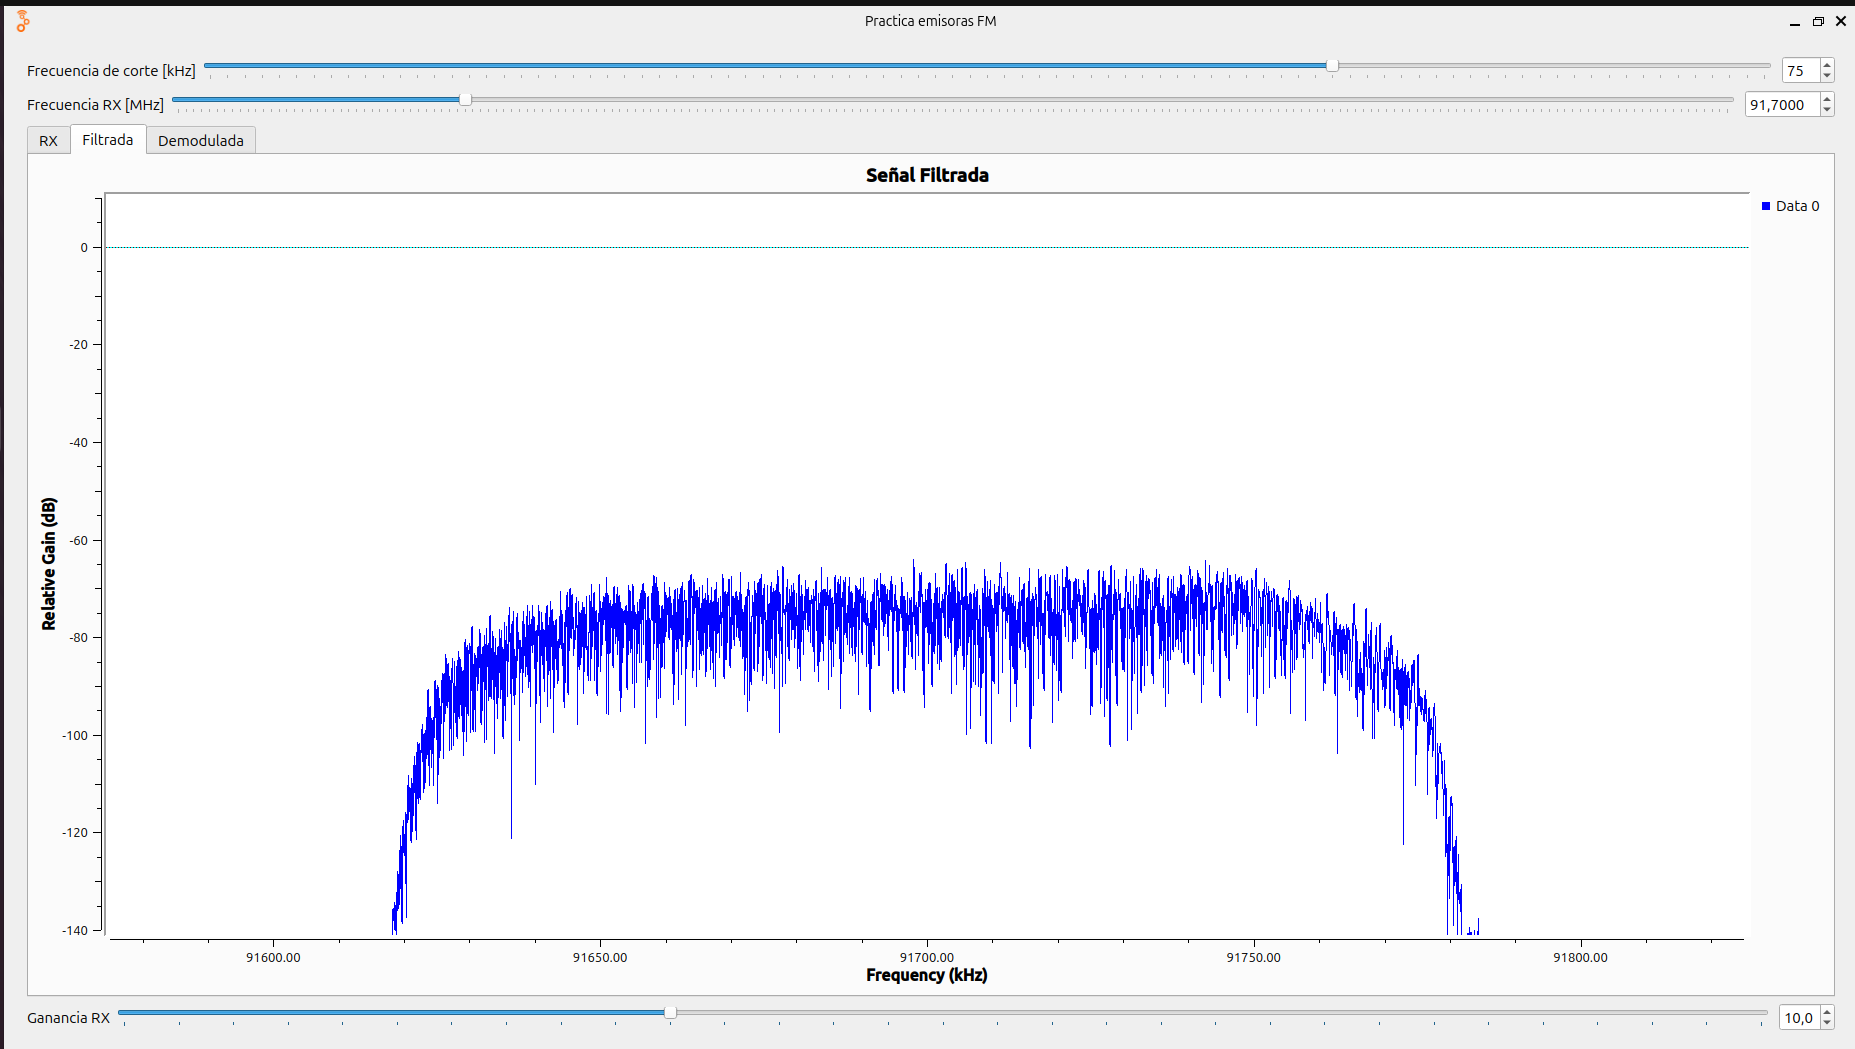 Practica emisoras FM
Frecuencia de corte [kHz]
75
Frecuencia RX [MHz]
91,7000
RX
Filtrada
Demodulada
Señal Filtrada
Data 0
0
-20
-40
-60
-80
-100
-120
-140
Relative Gain (dB)
91600.00
91650.00
91700.00
91750.00
91800.00
Frequency (kHz)
Ganancia RX
10,0